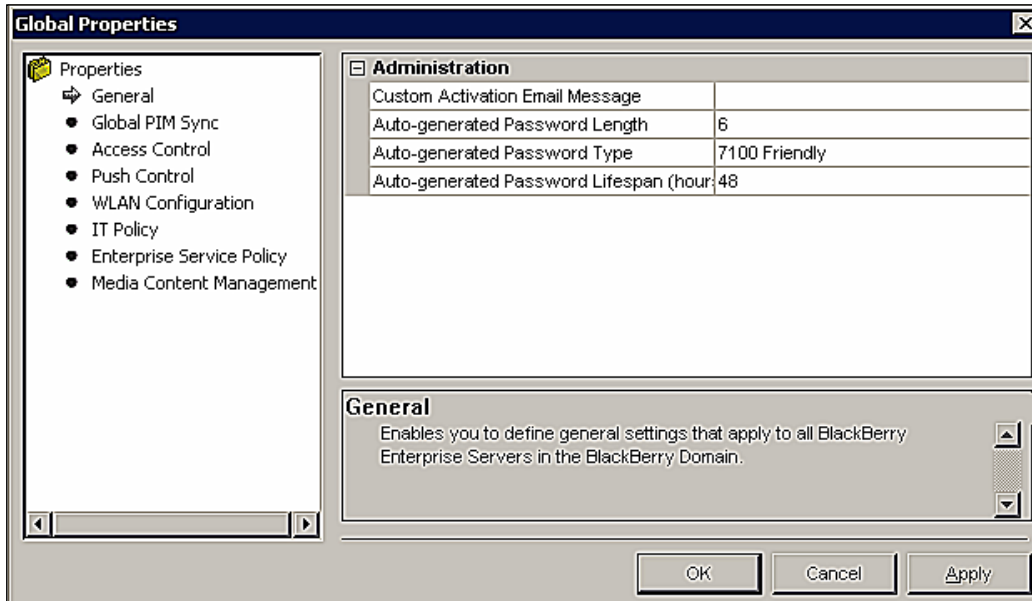 Global Properties
Properties
General
Global PIM Sync
Access Control
Push Control
WLAN Configuration
IT Policy
Enterprise Service Policy
Media Content Management
Administration
Custom Activation Email Message
Auto-generated Password Length 6
Auto-generated Password Type 7100 Friendly
Auto-generated Password Lifespan (hour: 48
General
Enables you to define general settings that apply to all BlackBerry
Enterprise Servers in the BlackBerry Domain.
OK Cancel Apply